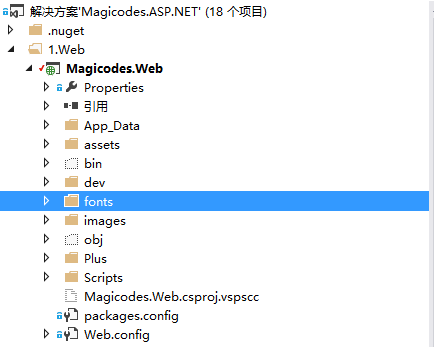 解决方案'Magicodes.ASP.NET' (18 个项目)
.nuget
1.Web
Magicodes.Web
Properties
引用
App_Data
assets
bin
dev
fonts
images
obj
Plus
Scripts
Magicodes.Web.csproj.vspscc
packages.config
Web.config